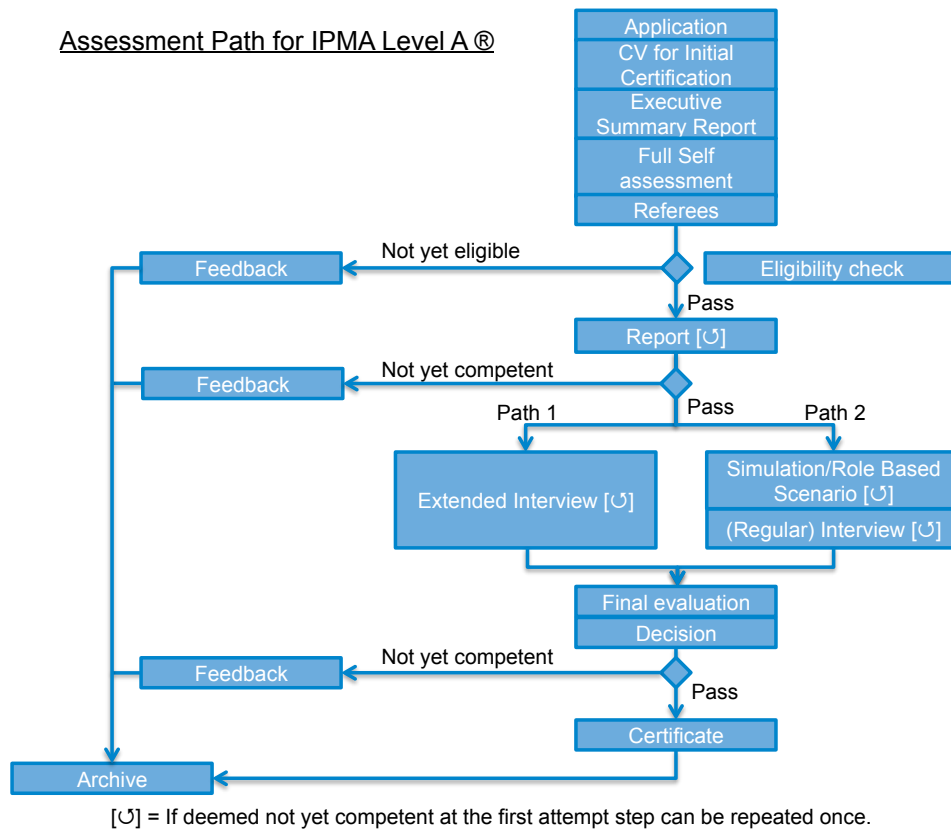 Assessment Path for IPMA Level A ®
Application
CV for Initial
Certification
Executive
Summary Report
Full Self
assessment
Referees
Not yet eligible
Feedback
Eligibility check
Pass
Report [↺]
Not yet competent
Feedback
Pass
Path 1
Path 2
Extended Interview [↺]
Simulation/Role Based
Scenario [↺]
(Regular) Interview [↺]
Final evaluation
Decision
Not yet competent
Feedback
Pass
Certificate
Archive
[↺] = If deemed not yet competent at the first attempt step can be repeated once.